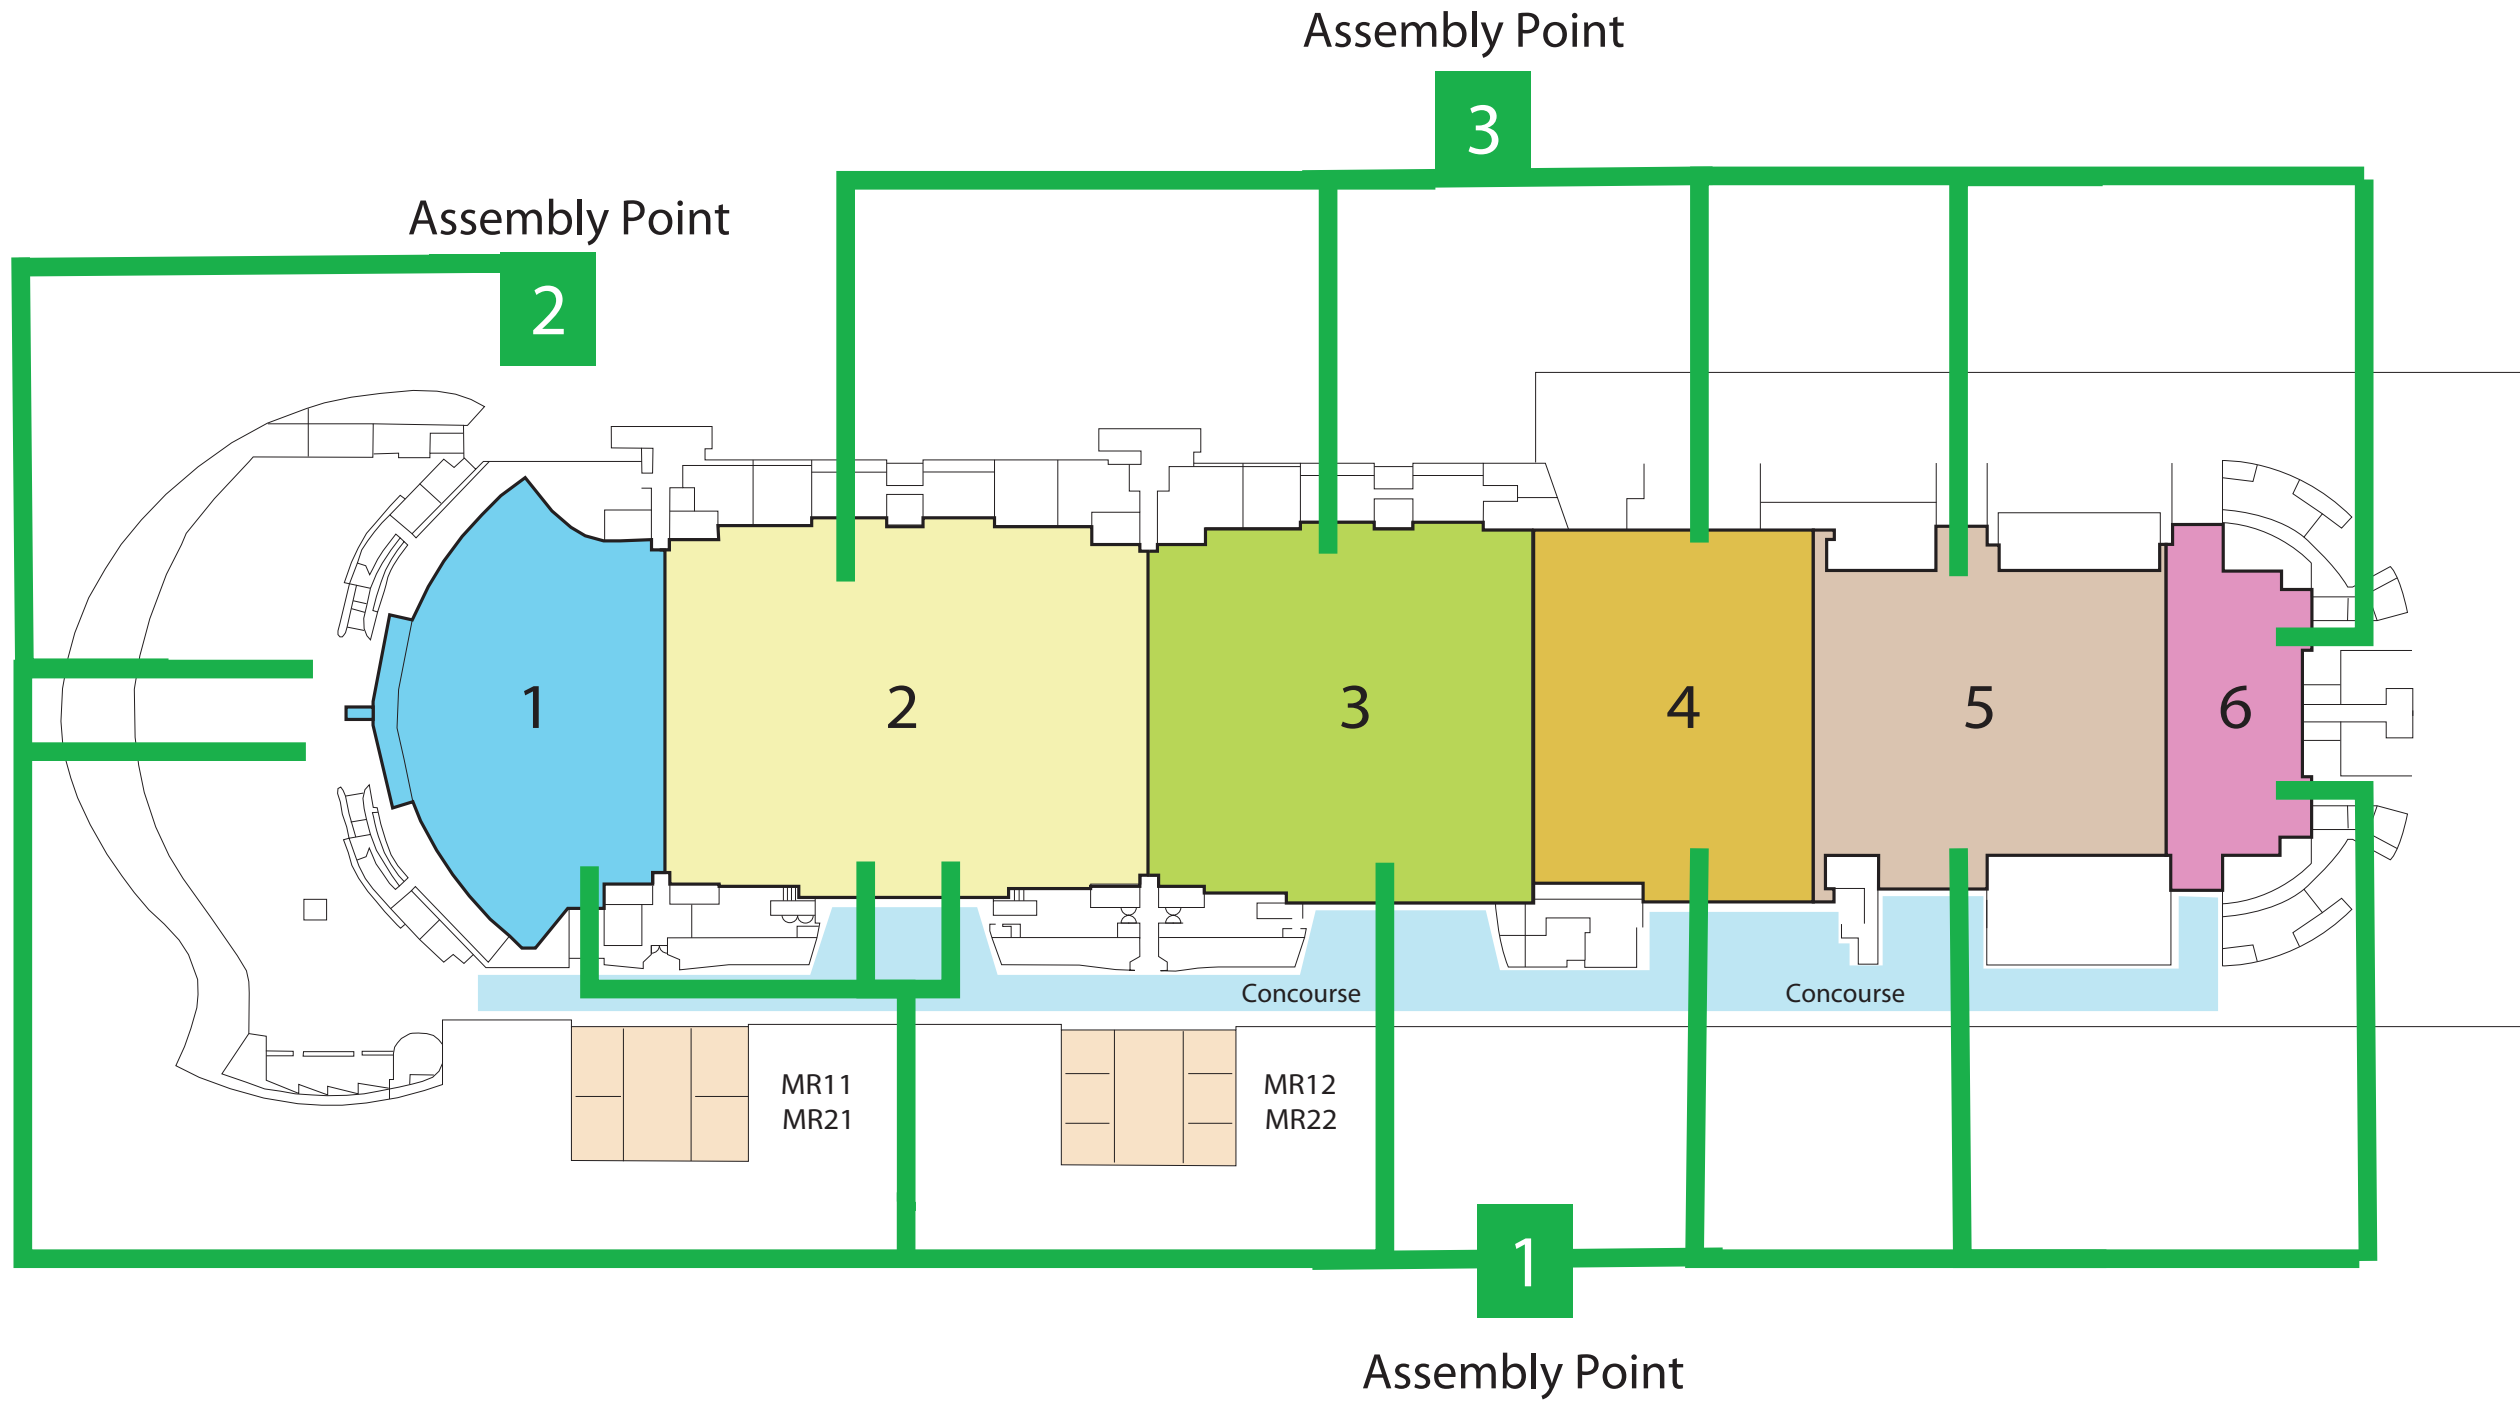 Assembly Point
3
Assembly Point
2
1
2
3
4
5
6
Concourse
Concourse
MR11
MR21
MR12
MR22
1
Assembly Point